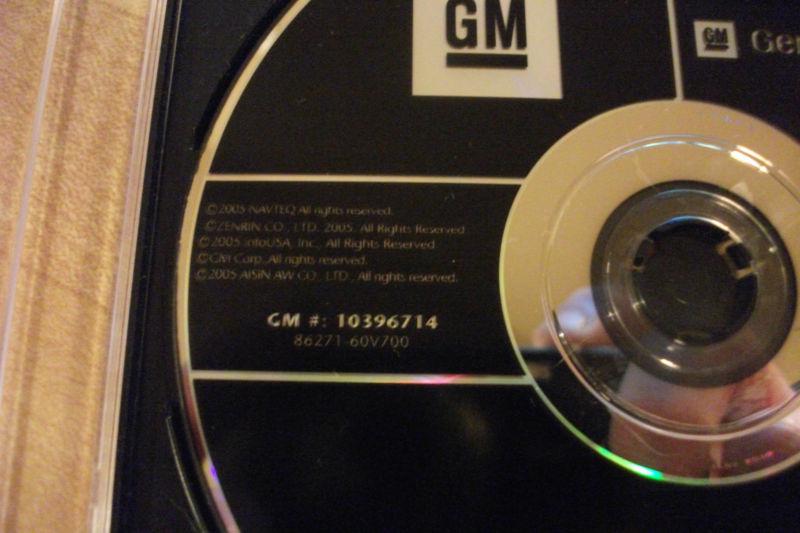 GM
GM
©2005 NAVTEQ All rights reserved.
©ZENRIN CO., LTD. 2005. All Rights Reserved
©2005 infoUSA, Inc., All Rights Reserved
©GM Corp.,All rights reserved.
©2005 AISIN AW CO., LTD., All rights reserved.
GM #: 10396714
86271-60V700